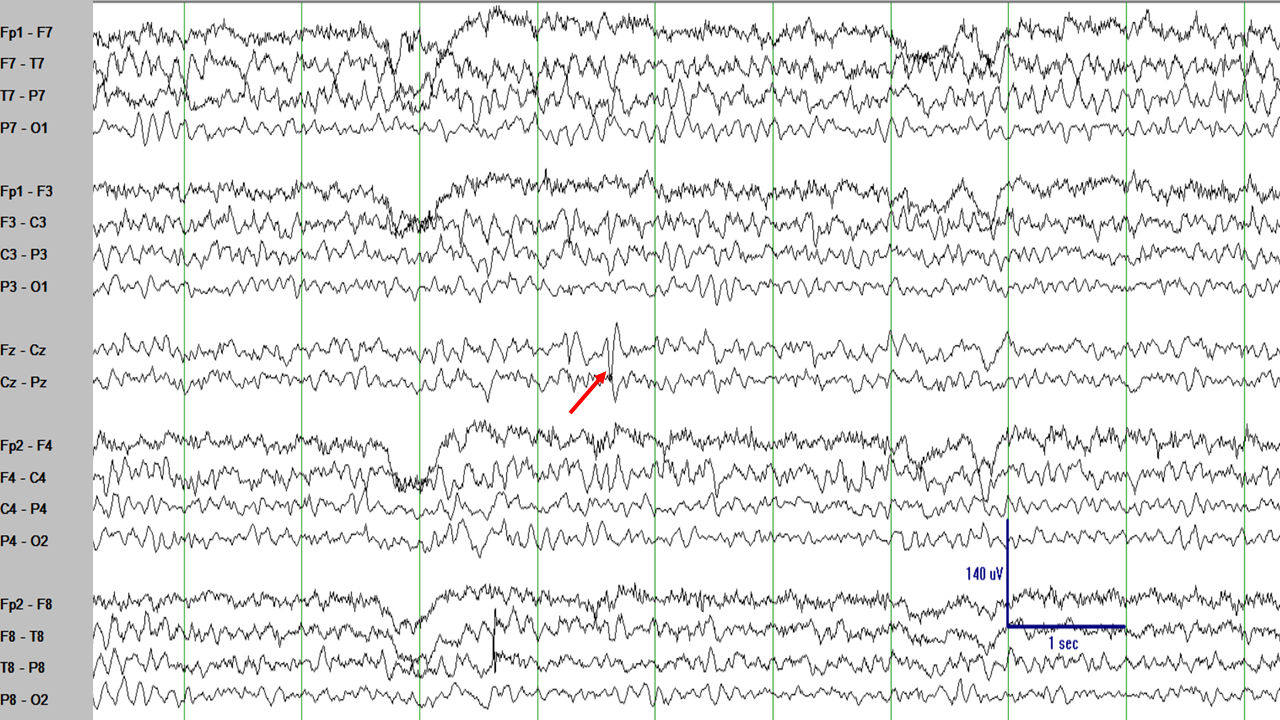 Fp1 - F7
F7 - T7
T7 - P7
P7 - O1
Fp1 - F3
F3 - C3
C3 - P3
P3 - O1
Fz - Cz
Cz - Pz
Fp2 - F4
F4 - C4
C4 - P4
P4 - O2
140 uV
Fp2 - F8
F8 - T8
1 sec
T8 - P8
P8 - O2